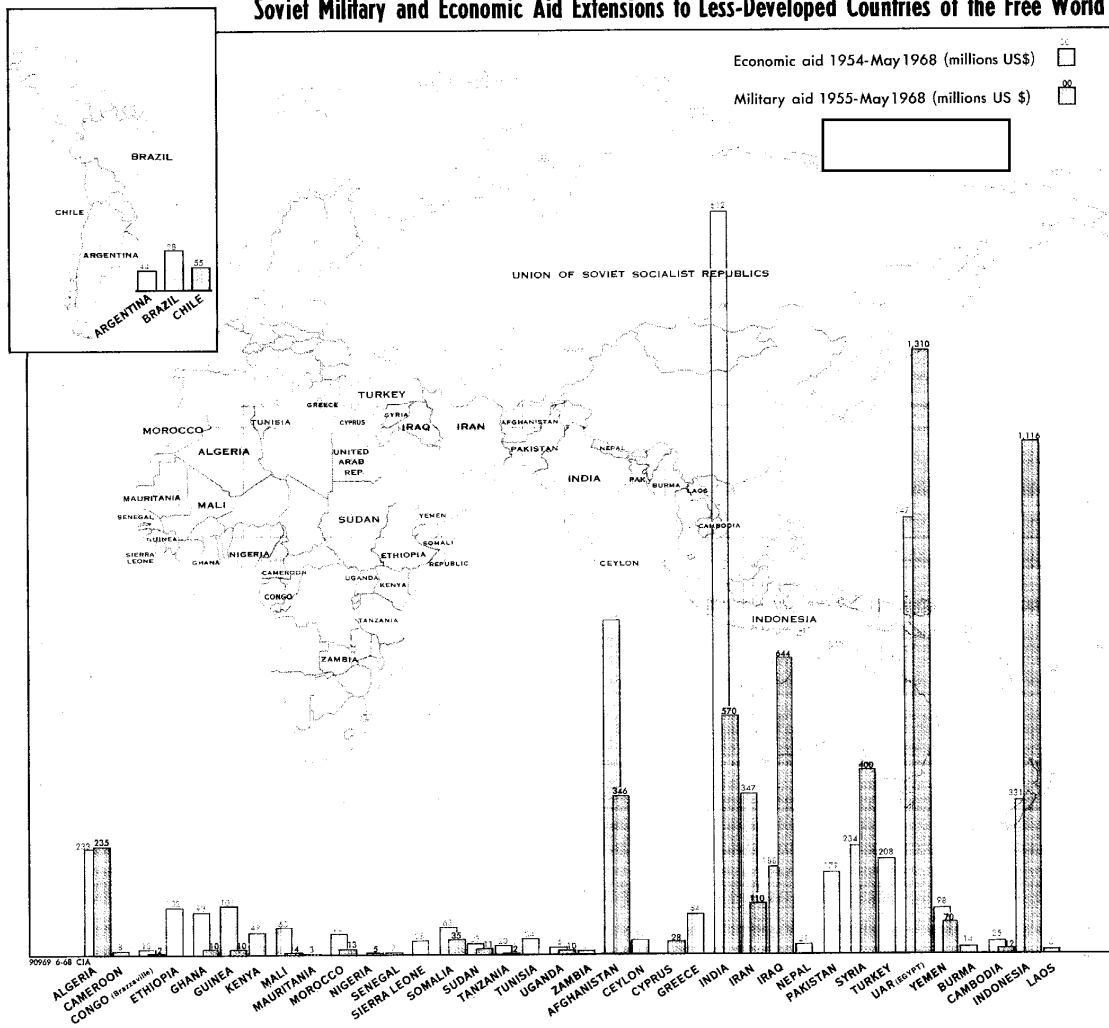 Soviet Military and Economic Aid Extensions to Less-Developed Countries of the Free World
Economic aid 1954-May 1968 (millions US$)
Military aid 1955-May 1968 (millions US $)
00
BRAZIL
CHILE
ARGENTINA
55
ARGENTINA
BRAZIL
CHILE
UNION OF SOVIET SOCIALIST REPUBLICS
1,310
TURKEY
GREECE
SYRIA
MOROCCO
TUNISIA
CYPRUS
IRAQ
IRAN
AFGHANISTAN
1,116
ALGERIA
UNITED
ARAB
REP
PAKISTAN
NEPAL
INDIA
PAK
BURMA
LAOS
MAURITANIA
MALI
SENEGAL
SUDAN
YEMEN
CAMBODIA
GUINEA
SOMALI
REPUBLIC
SIERRA
LEONE
GHANA
NIGERIA
ETHIOPIA
CEYLON
CAMEROON
UGANDA
KENYA
CONGO
TANZANIA
INDONESIA
ZAMBIA
644
570
400
346
347
331
235
234
208
110
98
70
35
28
25
13
12
10
10
10
5
90969 6-68 CIA
ALGERIA
CAMEROON
CONGO (Brazzaville)
ETHIOPIA
GHANA
GUINEA
KENYA
MALI
MAURITANIA
MOROCCO
NIGERIA
SENEGAL
SIERRA LEONE
SOMALIA
SUDAN
TANZANIA
TUNISIA
UGANDA
ZAMBIA
AFGHANISTAN
CEYLON
CYPRUS
GREECE
INDIA
IRAN
IRAQ
NEPAL
PAKISTAN
SYRIA
TURKEY
UAR (EGYPT)
YEMEN
BURMA
CAMBODIA
INDONESIA
LAOS